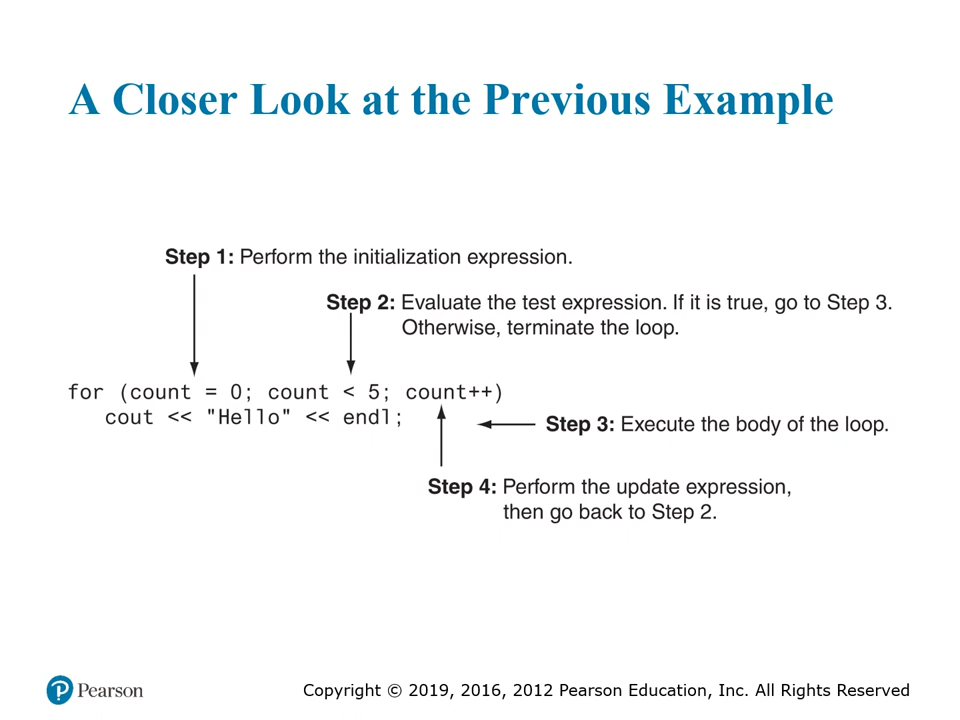 A Closer Look at the Previous Example
Step 1: Perform the initialization expression.
Step 2: Evaluate the test expression. If it is true, go to Step 3.
Otherwise, terminate the loop.
for (count = 0; count < 5; count++)
cout << "Hello" << endl;
Step 3: Execute the body of the loop.
Step 4: Perform the update expression,
then go back to Step 2.
P Pearson
Copyright © 2019, 2016, 2012 Pearson Education, Inc. All Rights Reserved